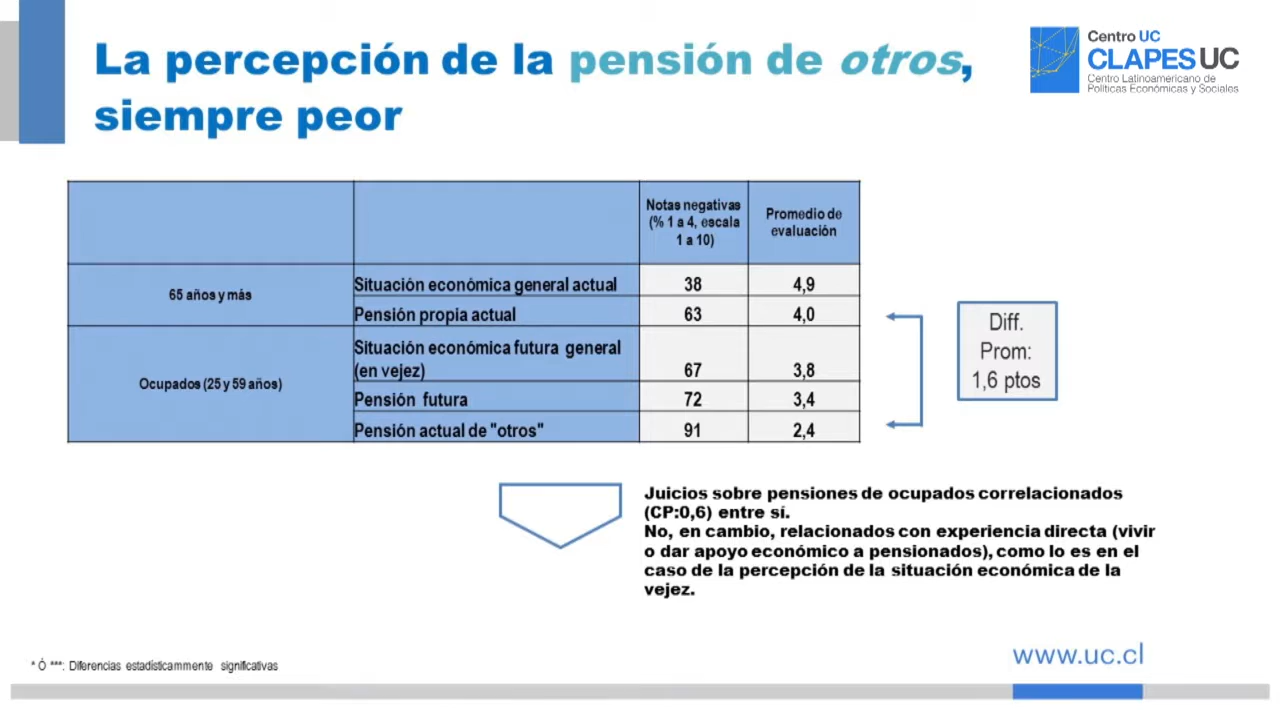 La percepción de la pensión de otros,
siempre peor
Centro UC
CLAPES UC
Centro Latinoamericano de
Políticas Económicas y Sociales
Notas negativas
(% 1 a 4, escala
1 a 10)
Promedio de
evaluación
65 años y más
Situación económica general actual 38 4,9
Pensión propia actual 63 4,0
Ocupados (25 y 59 años)
Situación económica futura general
(en vejez) 67 3,8
Pensión futura 72 3,4
Pensión actual de "otros" 91 2,4
Diff.
Prom:
1,6 ptos
Juicios sobre pensiones de ocupados correlacionados
(CP:0,6) entre sí.
No, en cambio, relacionados con experiencia directa (vivir
o dar apoyo económico a pensionados), como lo es en el
caso de la percepción de la situación económica de la
vejez.
* Ó ***: Diferencias estadísticammente significativas
www.uc.cl